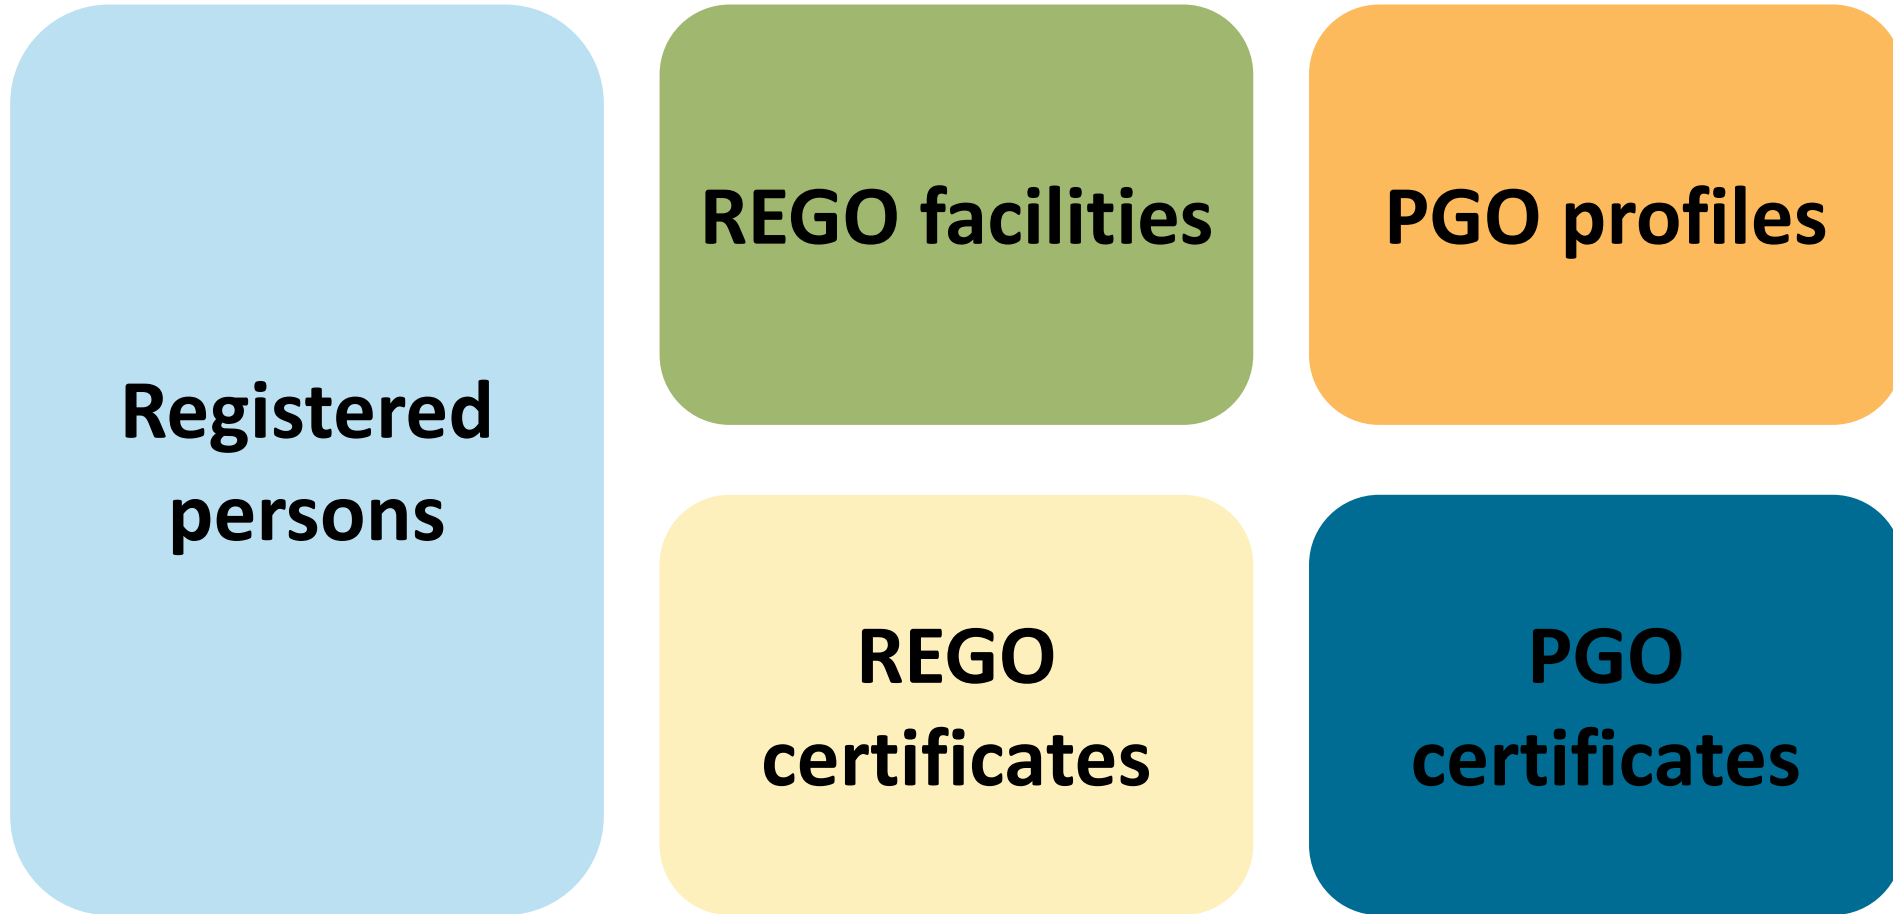 Registered
persons
REGO facilities
PGO profiles
REGO
certificates
PGO
certificates